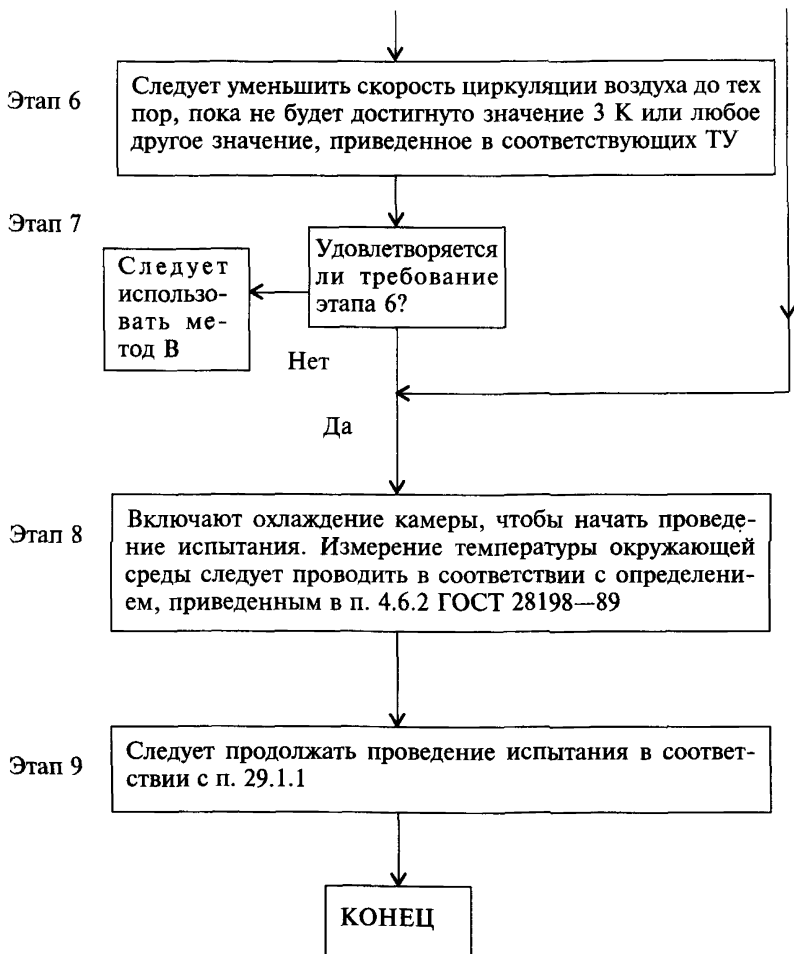 Этап 6
Следует уменьшить скорость циркуляции воздуха до тех
пор, пока не будет достигнуто значение 3 К или любое
другое значение, приведенное в соответствующих ТУ
Этап 7
Удовлетворяется
ли требование
этапа 6?
Следует
использо-
вать ме-
тод В
Нет
Да
Этап 8
Включают охлаждение камеры, чтобы начать проведе-
ние испытания. Измерение температуры окружающей
среды следует проводить в соответствии с определени-
ем, приведенным в п. 4.6.2 ГОСТ 28198—89
Этап 9
Следует продолжать проведение испытания в соответ-
ствии с п. 29.1.1
КОНЕЦ